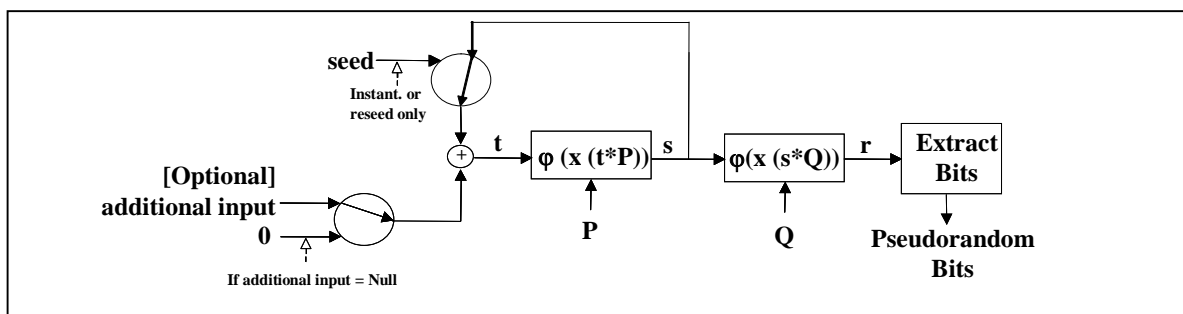 seed
Instant. or
reseed only
[Optional]
additional input
0
If additional input = Null
+
t
φ (x (t*P))
P
s
φ(x (s*Q))
Q
r
Extract
Bits
Pseudorandom
Bits